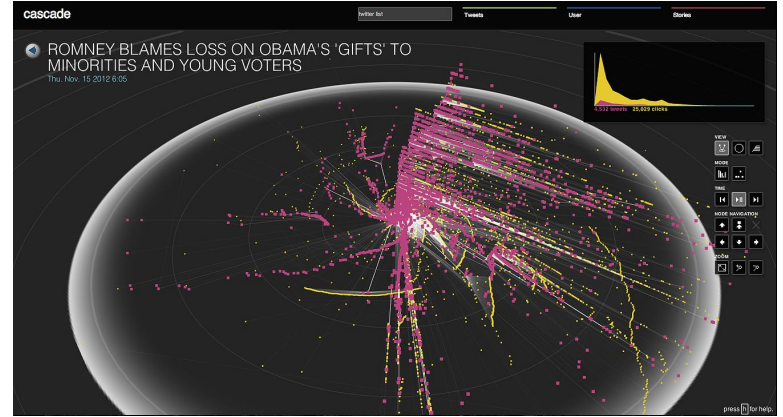 cascade
twitter list
Tweets
User
Stories
ROMNEY BLAMES LOSS ON OBAMA'S 'GIFTS' TO
MINORITIES AND YOUNG VOTERS
Thu. Nov. 15 2012 6:05
4,532 tweets 25,629 clicks
VIEW
MODE
TIME
NODE NAVIGATION
ZOOM
press h for help.